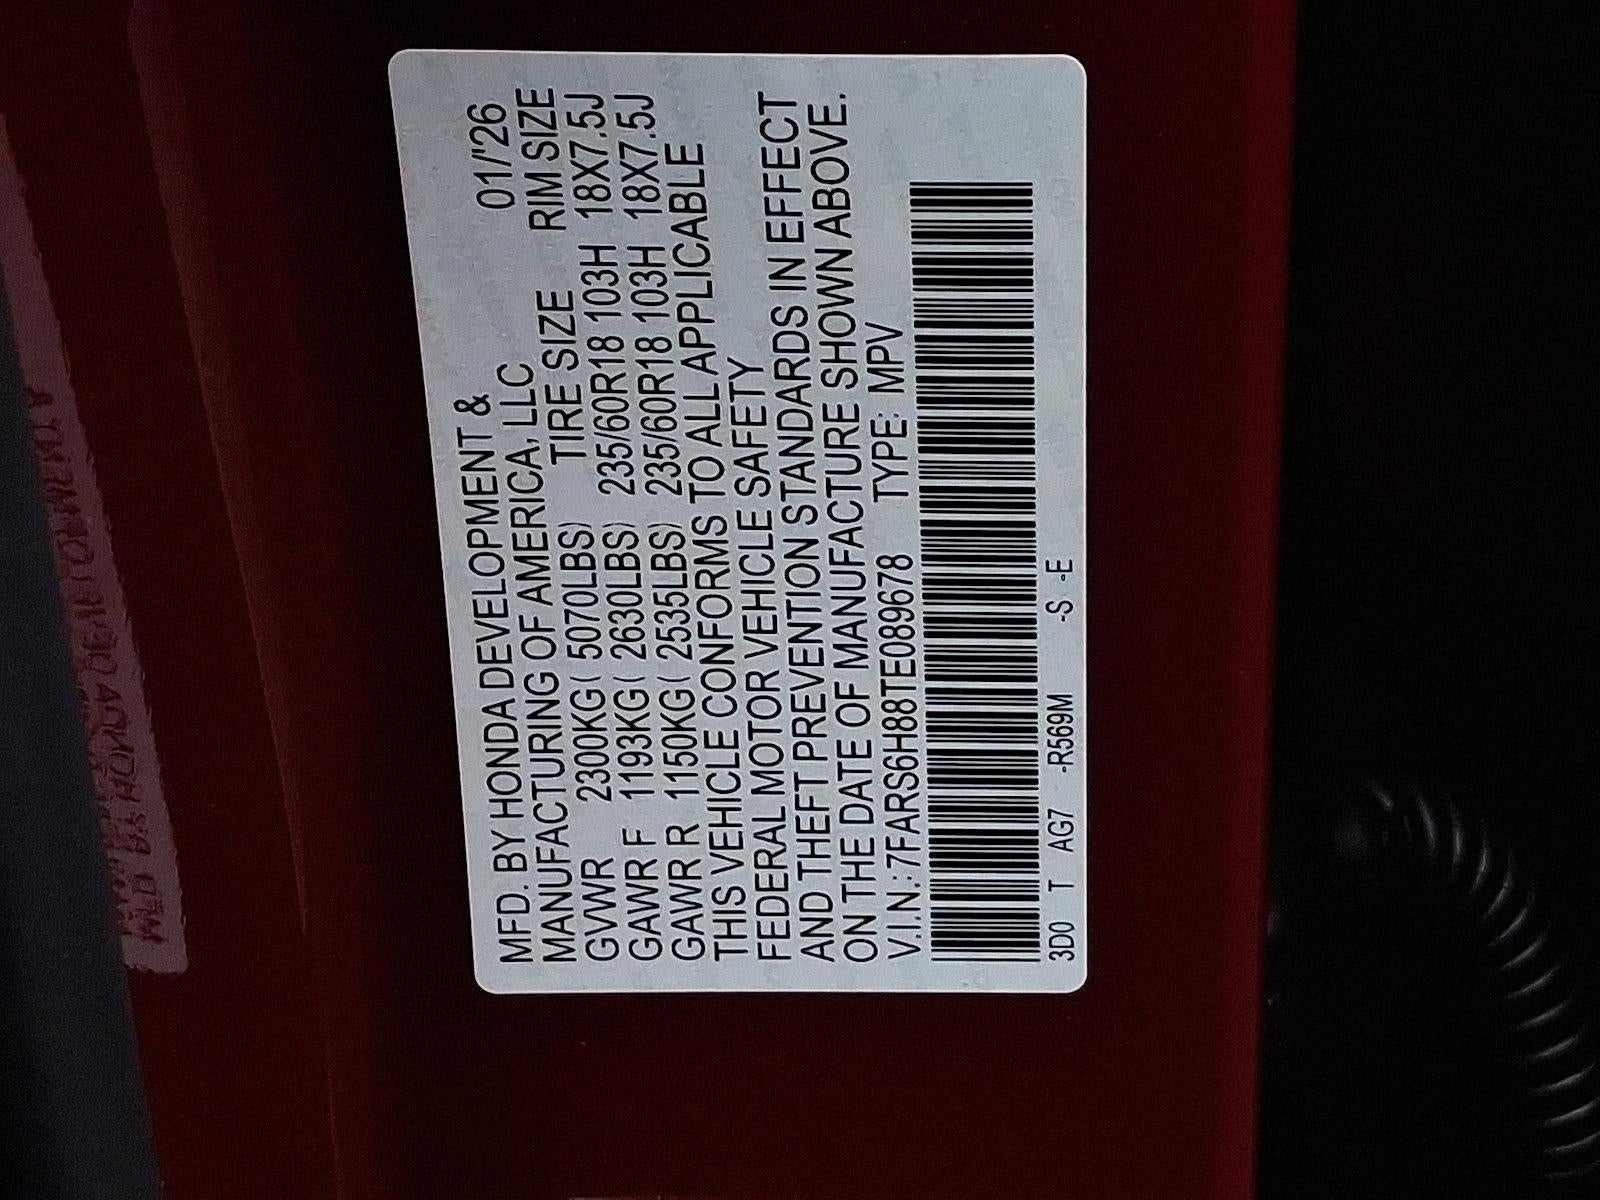 MFD. BY HONDA DEVELOPMENT &
MANUFACTURING OF AMERICA, LLC 01/'26
GVWR 2300KG( 5070LBS) TIRE SIZE RIM SIZE
GAWR F 1193KG( 2630LBS) 235/60R18 103H 18X7.5J
GAWR R 1150KG( 2535LBS) 235/60R18 103H 18X7.5J
THIS VEHICLE CONFORMS TO ALL APPLICABLE
FEDERAL MOTOR VEHICLE SAFETY
AND THEFT PREVENTION STANDARDS IN EFFECT
ON THE DATE OF MANUFACTURE SHOWN ABOVE.
V.I.N.: 7FARS6H88TE089678 TYPE: MPV
3D0 T AG7 -R569M -S -E